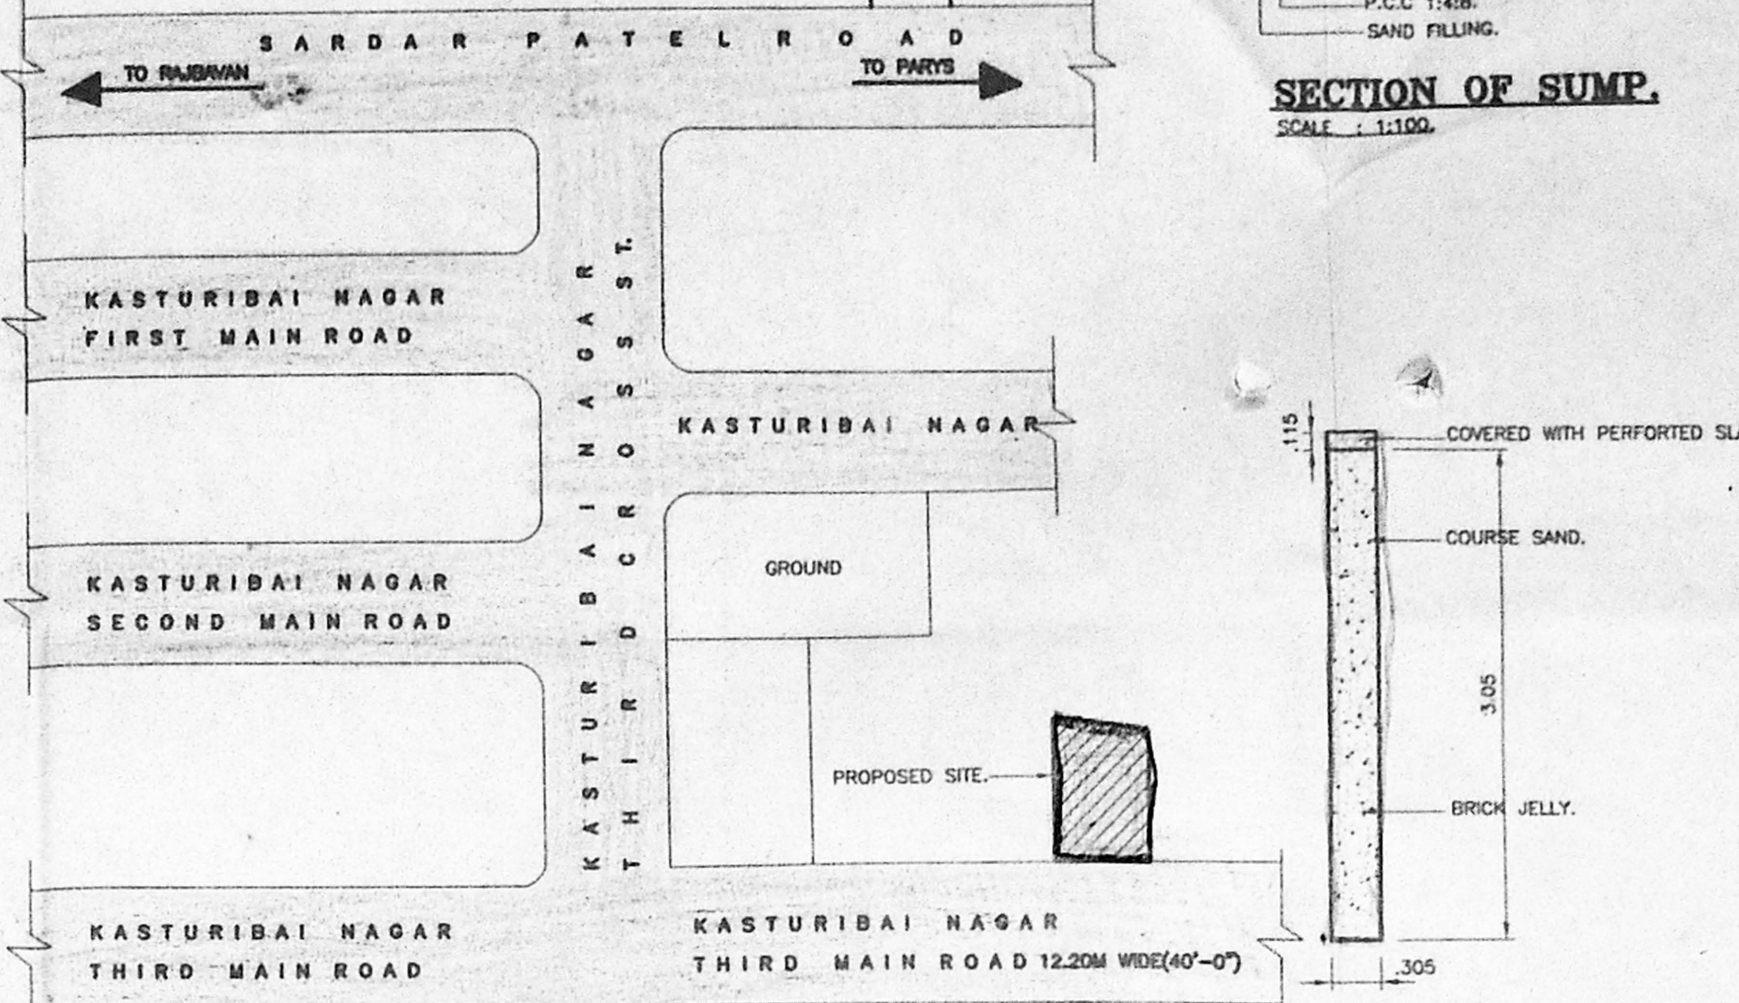 P.C.C 1:4:8.
SAND FILLING.
SARDAR PATEL ROAD
TO RAJBAVAN
TO PARYS
SECTION OF SUMP.
SCALE : 1:100.
KASTURIBAI NAGAR
FIRST MAIN ROAD
KASTURIBAI NAGAR
THIRD CROSS ST.
KASTURIBAI NAGAR
.115
COVERED WITH PERFORTED
COURSE SAND.
GROUND
KASTURIBAI NAGAR
SECOND MAIN ROAD
3.05
PROPOSED SITE.
BRICK JELLY.
KASTURIBAI NAGAR
THIRD MAIN ROAD
KASTURIBAI NAGAR
THIRD MAIN ROAD 12.20M WIDE(40'-0")
.305